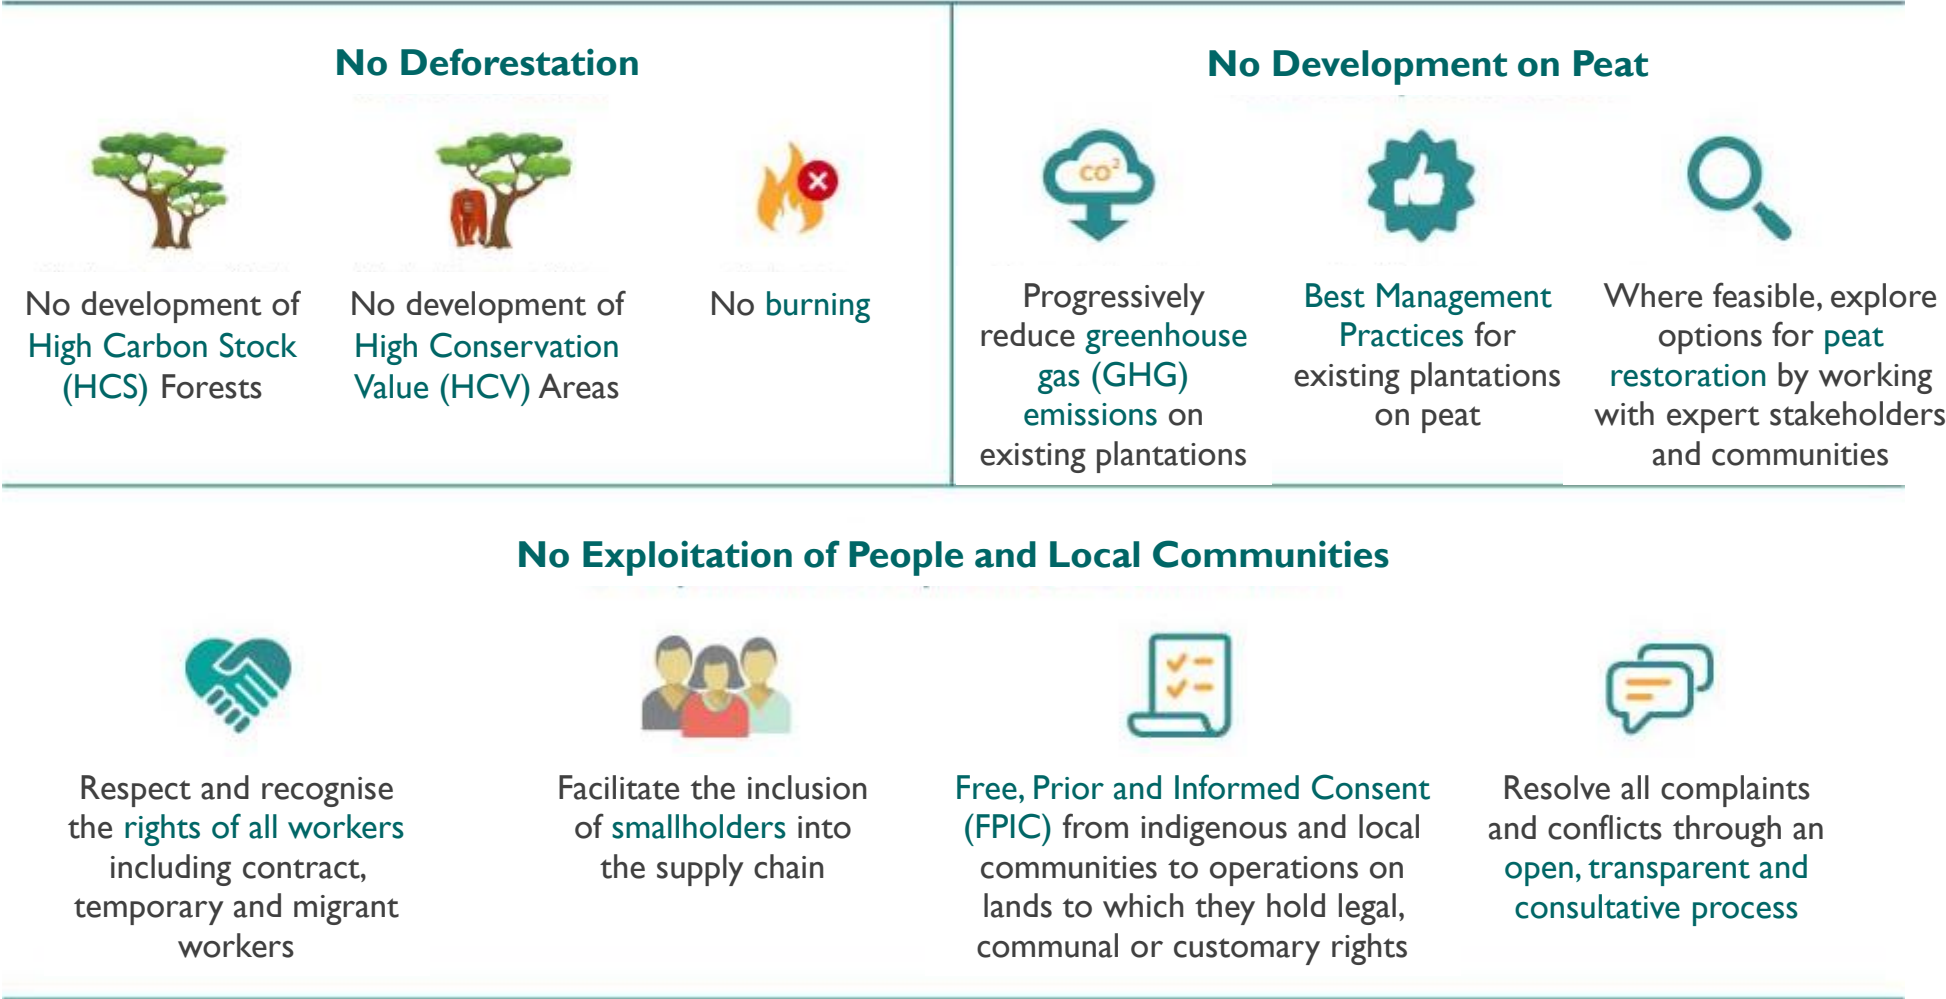 No Deforestation
No development of
High Carbon Stock
(HCS) Forests
No development of
High Conservation
Value (HCV) Areas
No burning
No Development on Peat
CO²
Progressively
reduce greenhouse
gas (GHG)
emissions on
existing plantations
Best Management
Practices for
existing plantations
on peat
Where feasible, explore
options for peat
restoration by working
with expert stakeholders
and communities
No Exploitation of People and Local Communities
Respect and recognise
the rights of all workers
including contract,
temporary and migrant
workers
Facilitate the inclusion
of smallholders into
the supply chain
Free, Prior and Informed Consent
(FPIC) from indigenous and local
communities to operations on
lands to which they hold legal,
communal or customary rights
Resolve all complaints
and conflicts through an
open, transparent and
consultative process